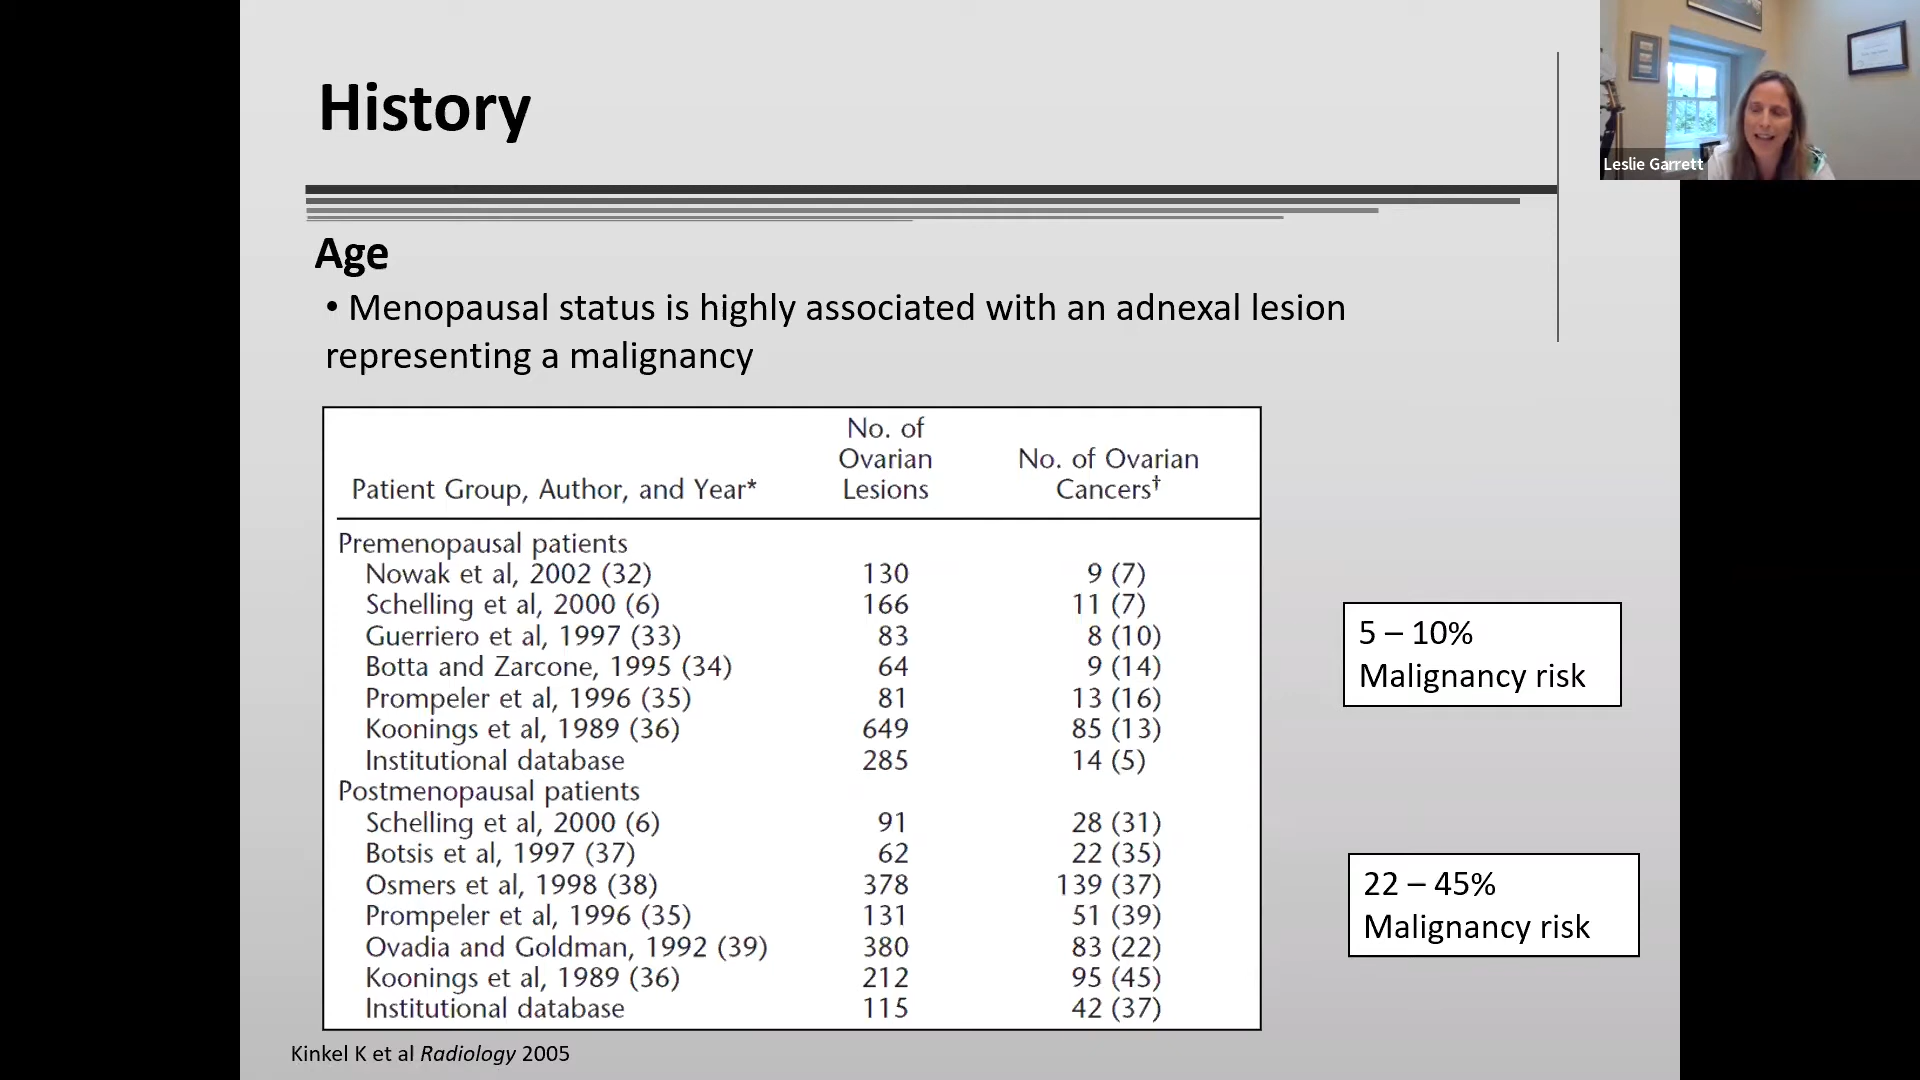 History
Leslie Garrett
Age
• Menopausal status is highly associated with an adnexal lesion
representing a malignancy
No. of
Ovarian
Lesions
No. of Ovarian
Cancers†
Patient Group, Author, and Year*
Premenopausal patients
Nowak et al, 2002 (32) 130 9 (7)
Schelling et al, 2000 (6) 166 11 (7)
Guerriero et al, 1997 (33) 83 8 (10)
Botta and Zarcone, 1995 (34) 64 9 (14)
Prompeler et al, 1996 (35) 81 13 (16)
Koonings et al, 1989 (36) 649 85 (13)
Institutional database 285 14 (5)
Postmenopausal patients
Schelling et al, 2000 (6) 91 28 (31)
Botsis et al, 1997 (37) 62 22 (35)
Osmers et al, 1998 (38) 378 139 (37)
Prompeler et al, 1996 (35) 131 51 (39)
Ovadia and Goldman, 1992 (39) 380 83 (22)
Koonings et al, 1989 (36) 212 95 (45)
Institutional database 115 42 (37)
5 – 10%
Malignancy risk
22 – 45%
Malignancy risk
Kinkel K et al Radiology 2005